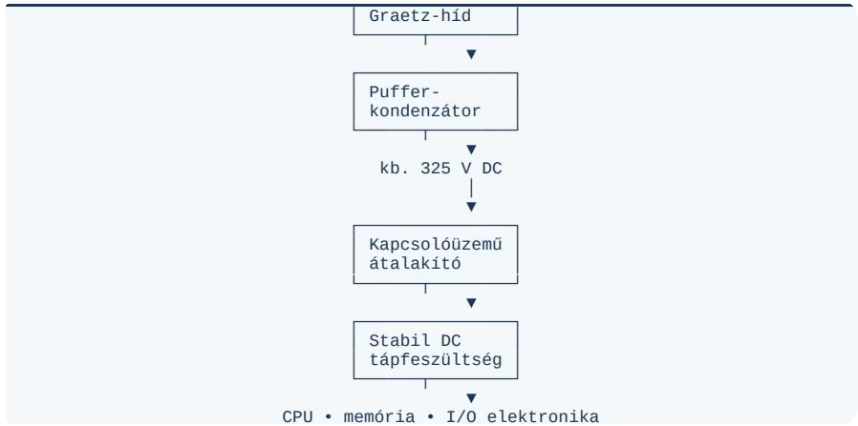 Graetz-híd
Puffer-
kondenzátor
kb. 325 V DC
Kapcsolóüzemű
átalakító
Stabil DC
tápfeszültség
CPU • memória • I/O elektronika